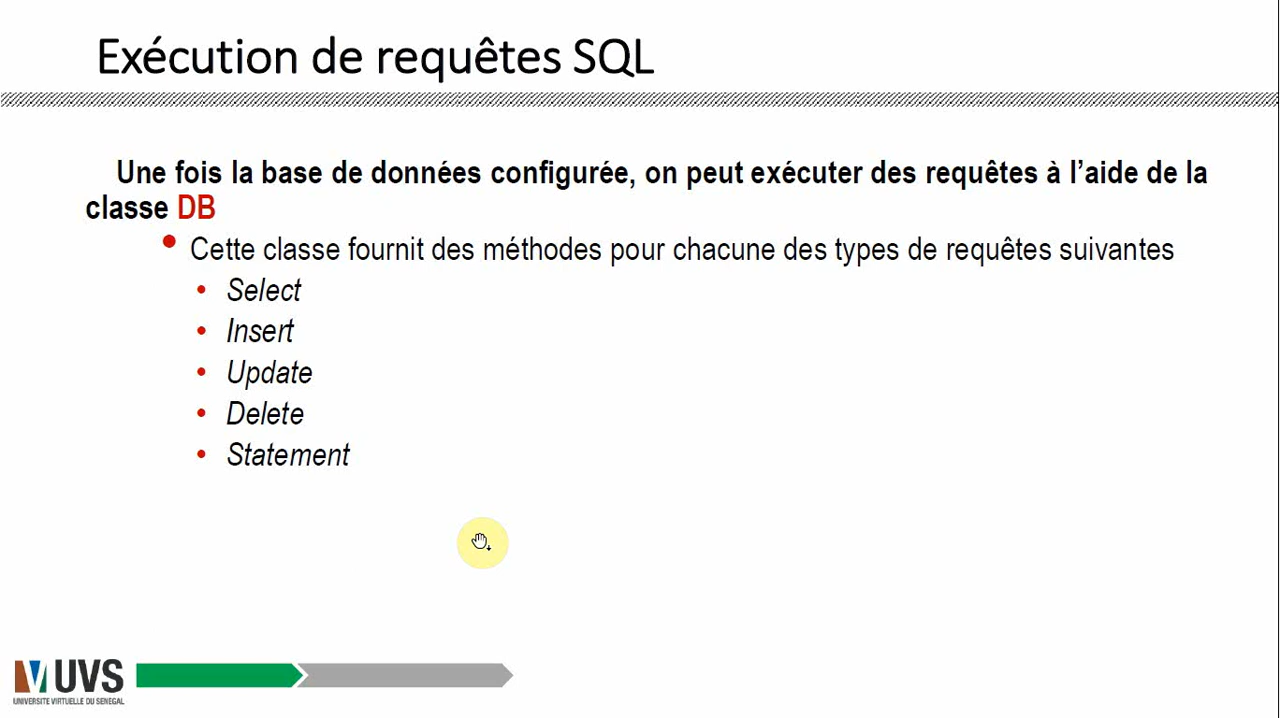 Exécution de requêtes SQL
Une fois la base de données configurée, on peut exécuter des requêtes à l’aide de la
classe DB
• Cette classe fournit des méthodes pour chacune des types de requêtes suivantes
• Select
• Insert
• Update
• Delete
• Statement
UVS
UNIVERSITE VIRTUELLE DU SENEGAL